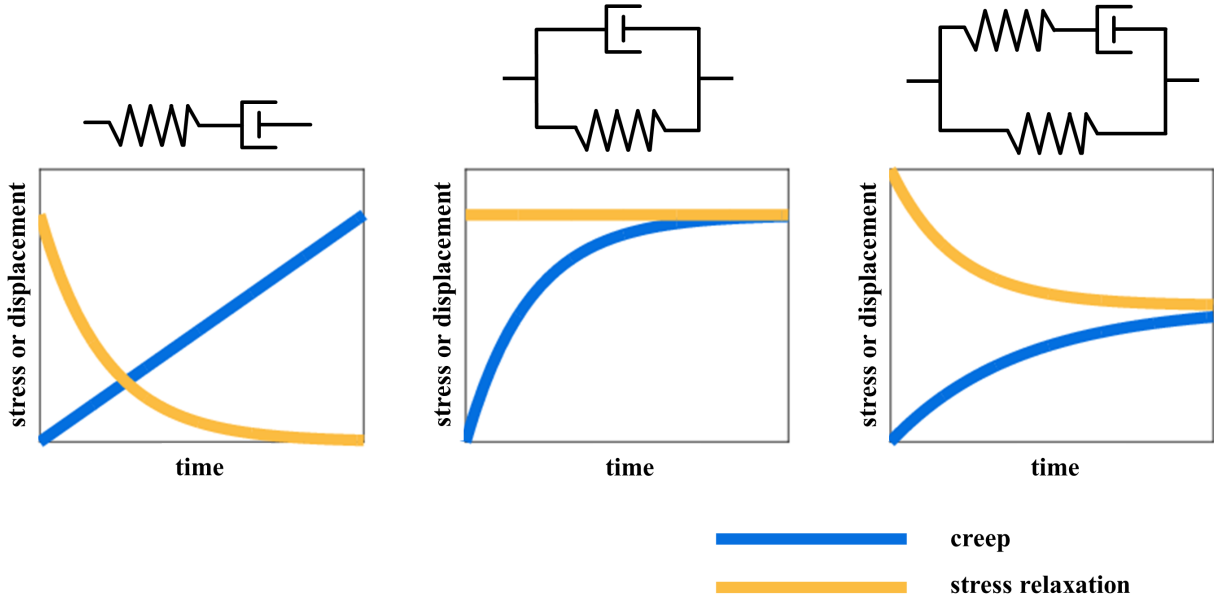 stress or displacement
time
stress or displacement
time
stress or displacement
time
creep
stress relaxation